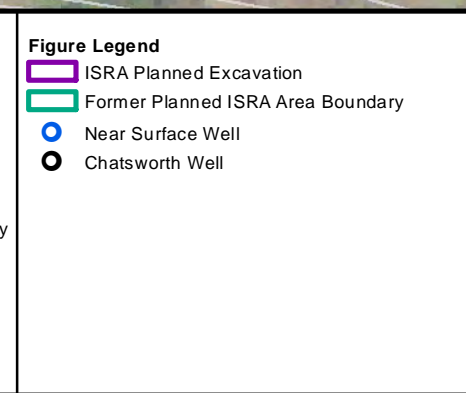 Figure Legend
ISRA Planned Excavation
Former Planned ISRA Area Boundary
Near Surface Well
Chatsworth Well
y